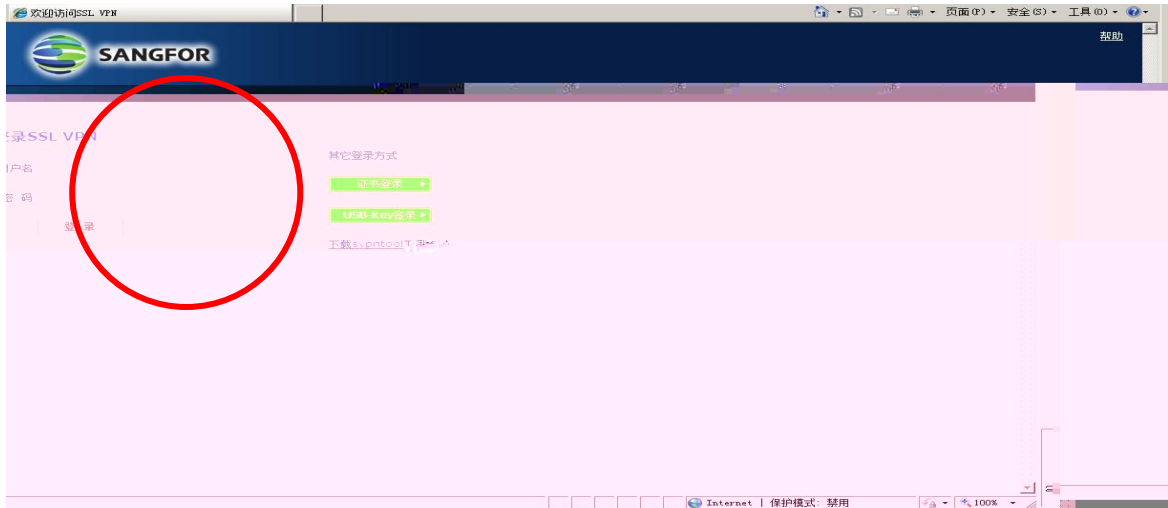 欢迎访问SSL VPN
页面(P) 安全(S) 工具(O)
SANGFOR
帮助
录SSL VPN
户名
密 码
登 录
其它登录方式
证书登录
USB-Key登录
下载svpntool工具
Internet | 保护模式: 禁用
100%